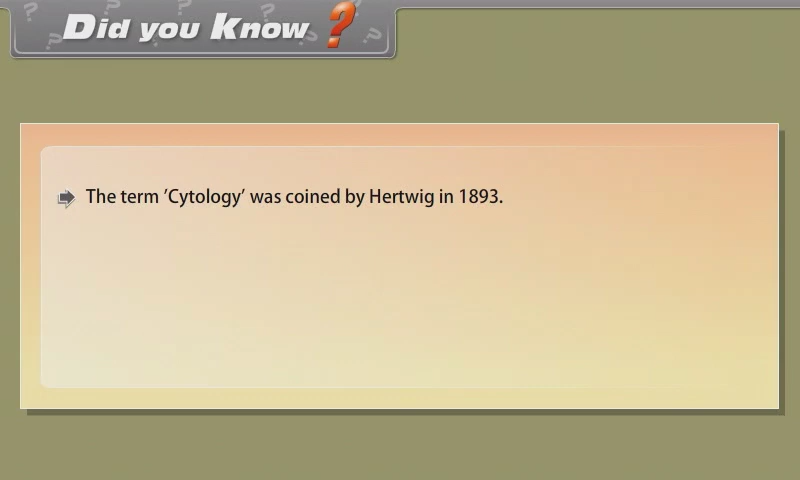 Did you Know ?
The term 'Cytology' was coined by Hertwig in 1893.